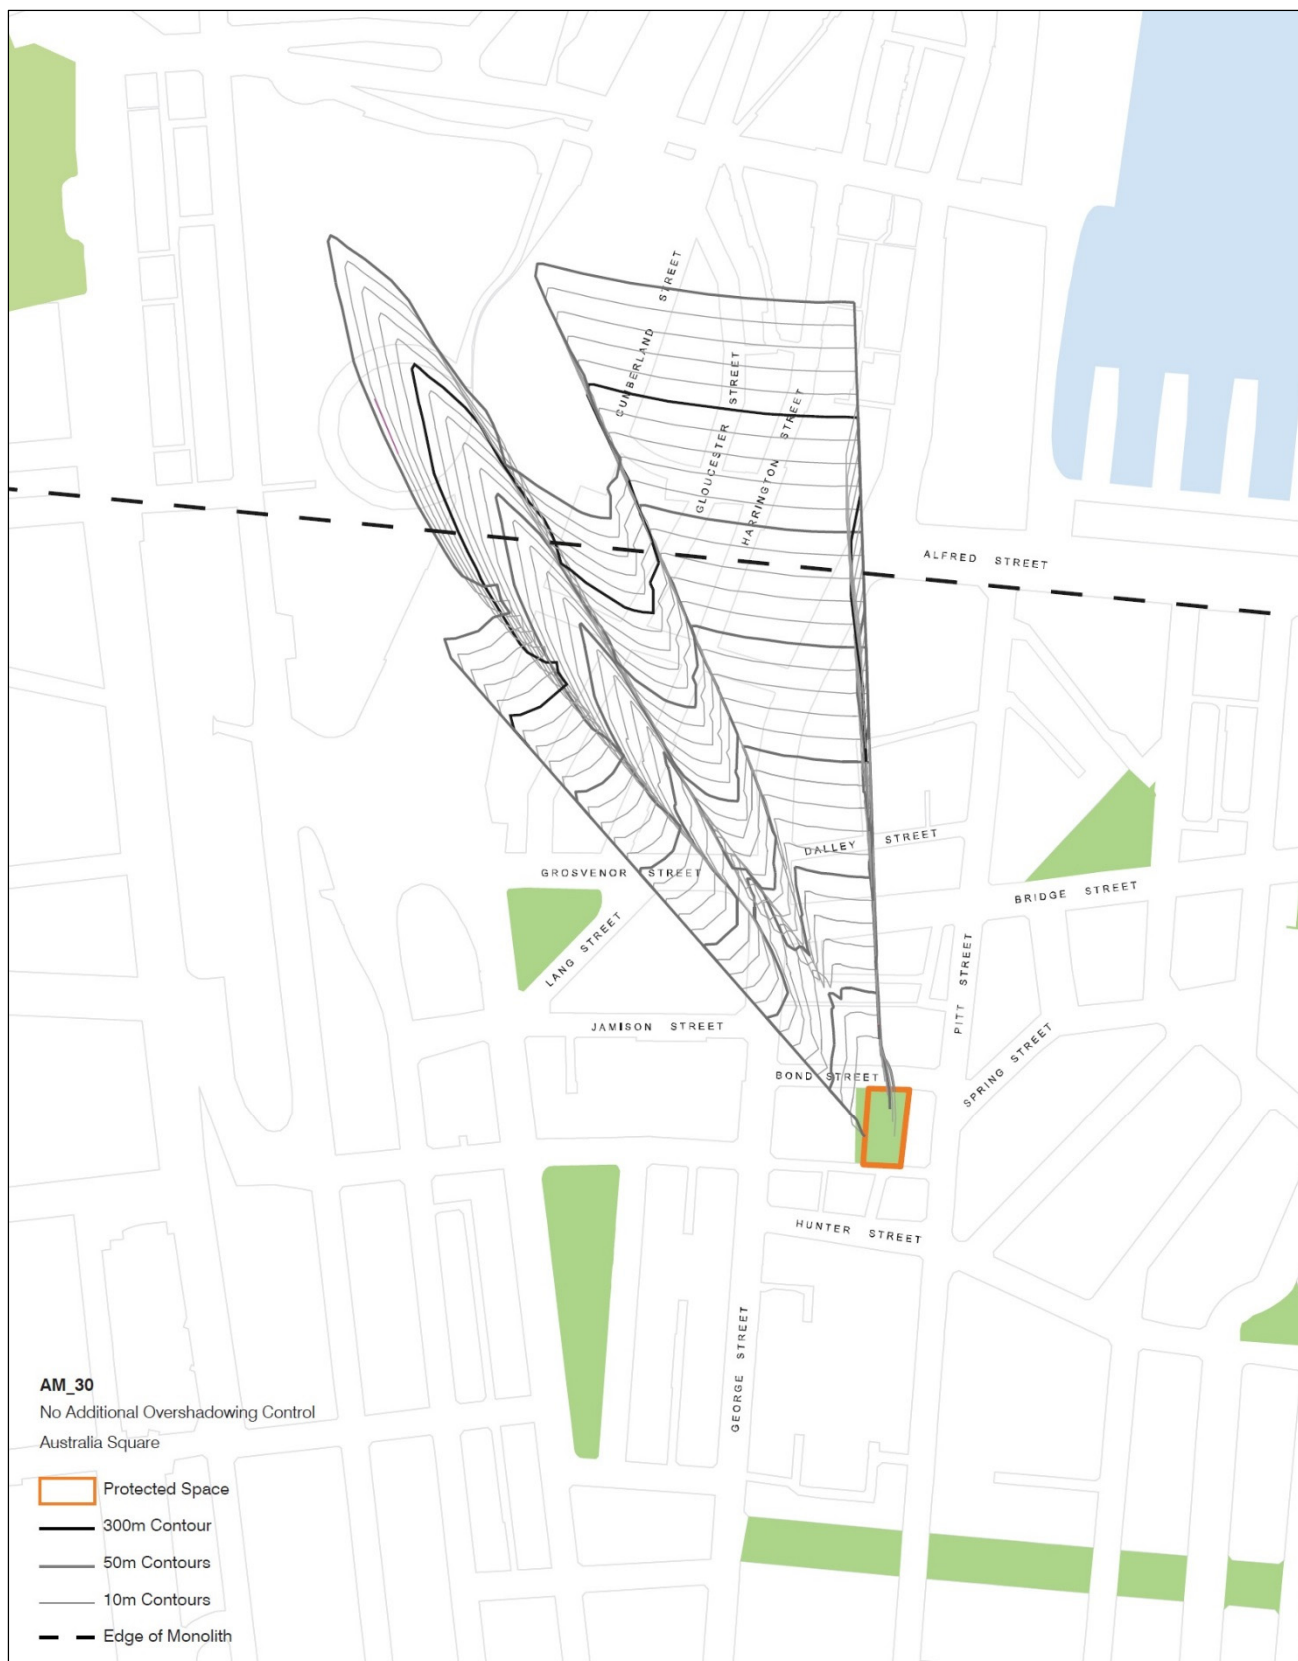 CUMBERLAND STREET
GLOUCESTER STREET
HARRINGTON STREET
ALFRED STREET
DALLEY STREET
GROSVENOR STREET
BRIDGE STREET
LANG STREET
PITT STREET
JAMISON STREET
SPRING STREET
BOND STREET
HUNTER STREET
GEORGE STREET
AM_30
No Additional Overshadowing Control
Australia Square
Protected Space
300m Contour
50m Contours
10m Contours
Edge of Monolith